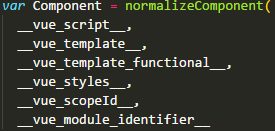 var Component = normalizeComponent(
__vue_script__,
__vue_template__,
__vue_template_functional__,
__vue_styles__,
__vue_scopeId__,
__vue_module_identifier__